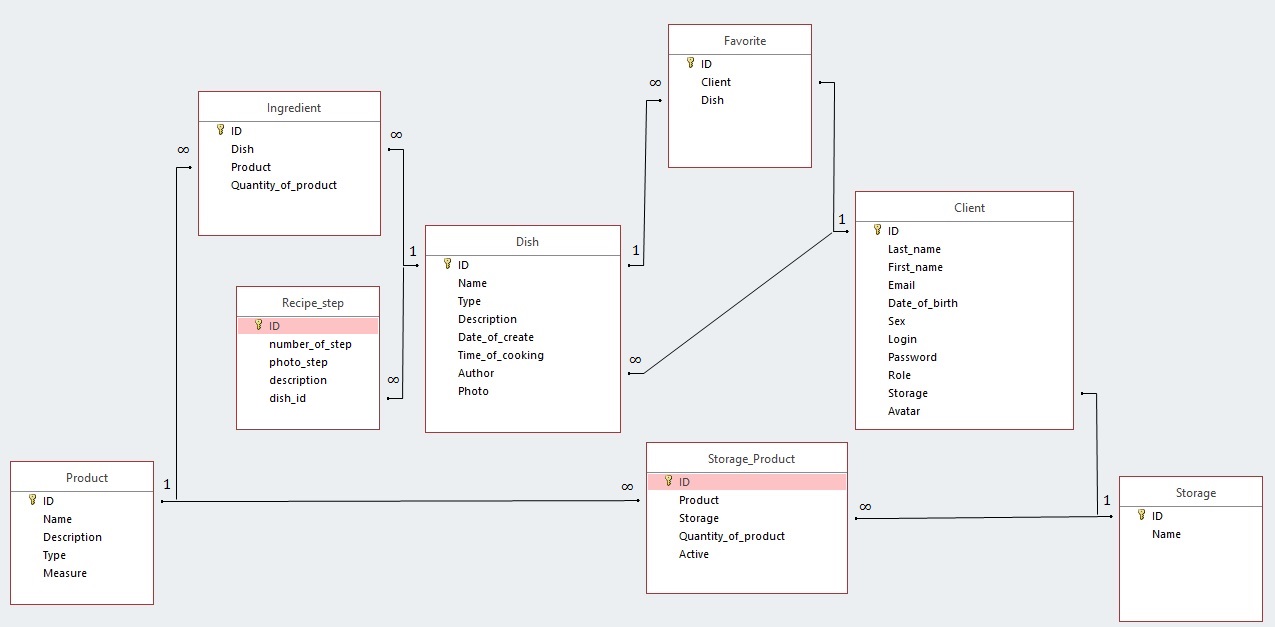 Favorite
ID
Client
Dish
∞
1
Ingredient
ID
Dish
Product
Quantity_of_product
∞
∞
1
Dish
ID
Name
Type
Description
Date_of_create
Time_of_cooking
Author
Photo
1
∞
Client
ID
Last_name
First_name
Email
Date_of_birth
Sex
Login
Password
Role
Storage
Avatar
Recipe_step
ID
number_of_step
photo_step
description
dish_id
∞
Product
ID
Name
Description
Type
Measure
1
∞
Storage_Product
ID
Product
Storage
Quantity_of_product
Active
∞
1
Storage
ID
Name